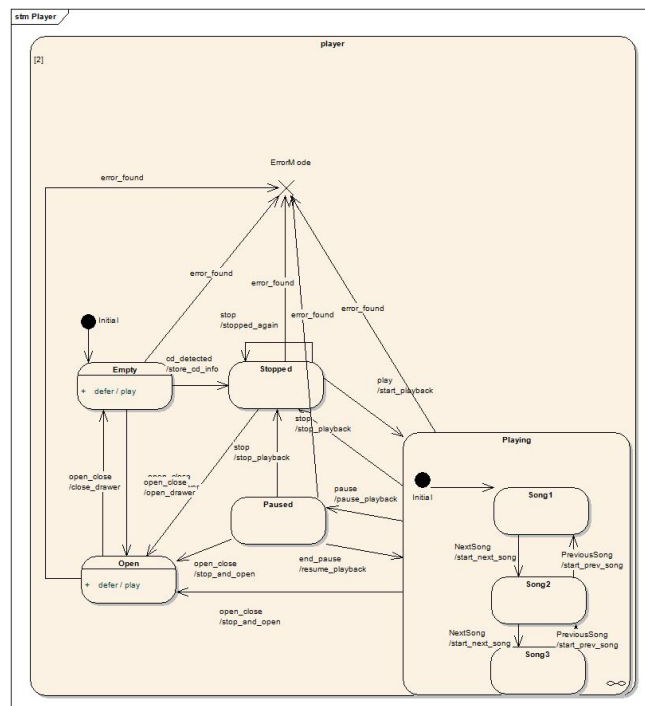 stm Player
player
[2]
ErrorMode
error_found
error_found
error_found
error_found
error_found
Initial
stop
/stopped_again
Empty
+ defer / play
cd_detected
/store_cd_info
Stopped
play
/start_playback
stop
/stop_playback
stop
/stop_playback
open_close
/close_drawer
open_close
/open_drawer
Playing
Initial
Song1
pause
/pause_playback
Paused
NextSong
/start_next_song
PreviousSong
/start_prev_song
Open
+ defer / play
open_close
/stop_and_open
end_pause
/resume_playback
Song2
open_close
/stop_and_open
NextSong
/start_next_song
PreviousSong
/start_prev_song
Song3